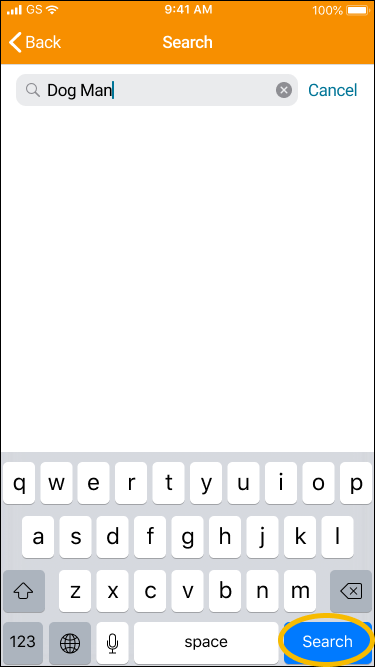 GS 9:41 AM 100%
Back Search
Dog Man Cancel
q w e r t y u i o p
a s d f g h j k l
z x c v b n m
123 space Search